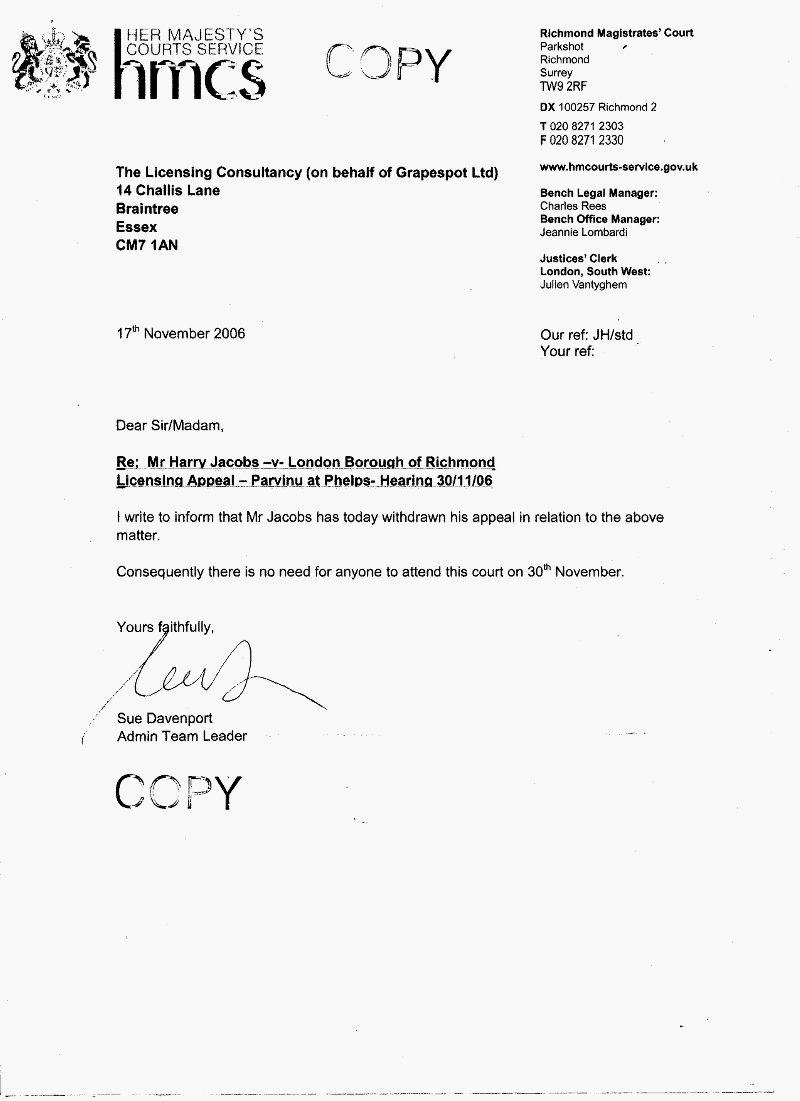 HER MAJESTY'S
COURTS SERVICE
hmcs
COPY
Richmond Magistrates' Court
Parkshot
Richmond
Surrey
TW9 2RF
DX 100257 Richmond 2
T 020 8271 2303
F 020 8271 2330
www.hmcourts-service.gov.uk
Bench Legal Manager:
Charles Rees
Bench Office Manager:
Jeannie Lombardi
Justices' Clerk
London, South West:
Julien Vantyghem
The Licensing Consultancy (on behalf of Grapespot Ltd)
14 Challis Lane
Braintree
Essex
CM7 1AN
17th November 2006
Our ref: JH/std
Your ref:
Dear Sir/Madam,
Re: Mr Harry Jacobs –v- London Borough of Richmond
Licensing Appeal – Parvinu at Phelps- Hearing 30/11/06
I write to inform that Mr Jacobs has today withdrawn his appeal in relation to the above
matter.
Consequently there is no need for anyone to attend this court on 30th November.
Yours faithfully,
Sue Davenport
Admin Team Leader
COPY